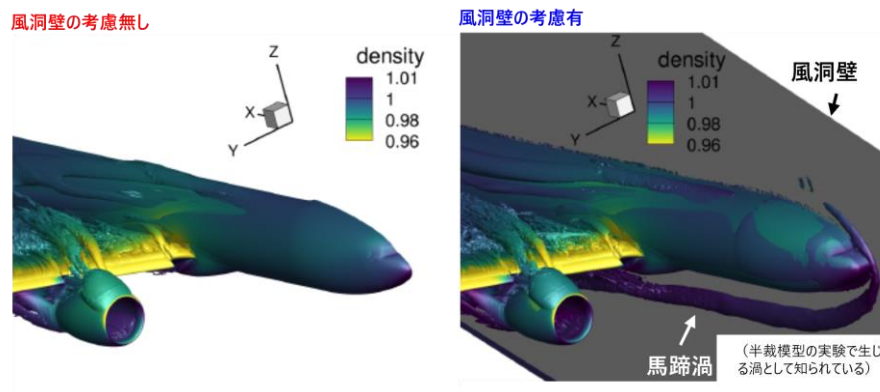 風洞壁の考慮無し
Z
X
Y
density
1.01
1
0.98
0.96
風洞壁の考慮有
Z
X
Y
density
1.01
1
0.98
0.96
風洞壁
馬蹄渦
（半裁模型の実験で生じ
る渦として知られている）